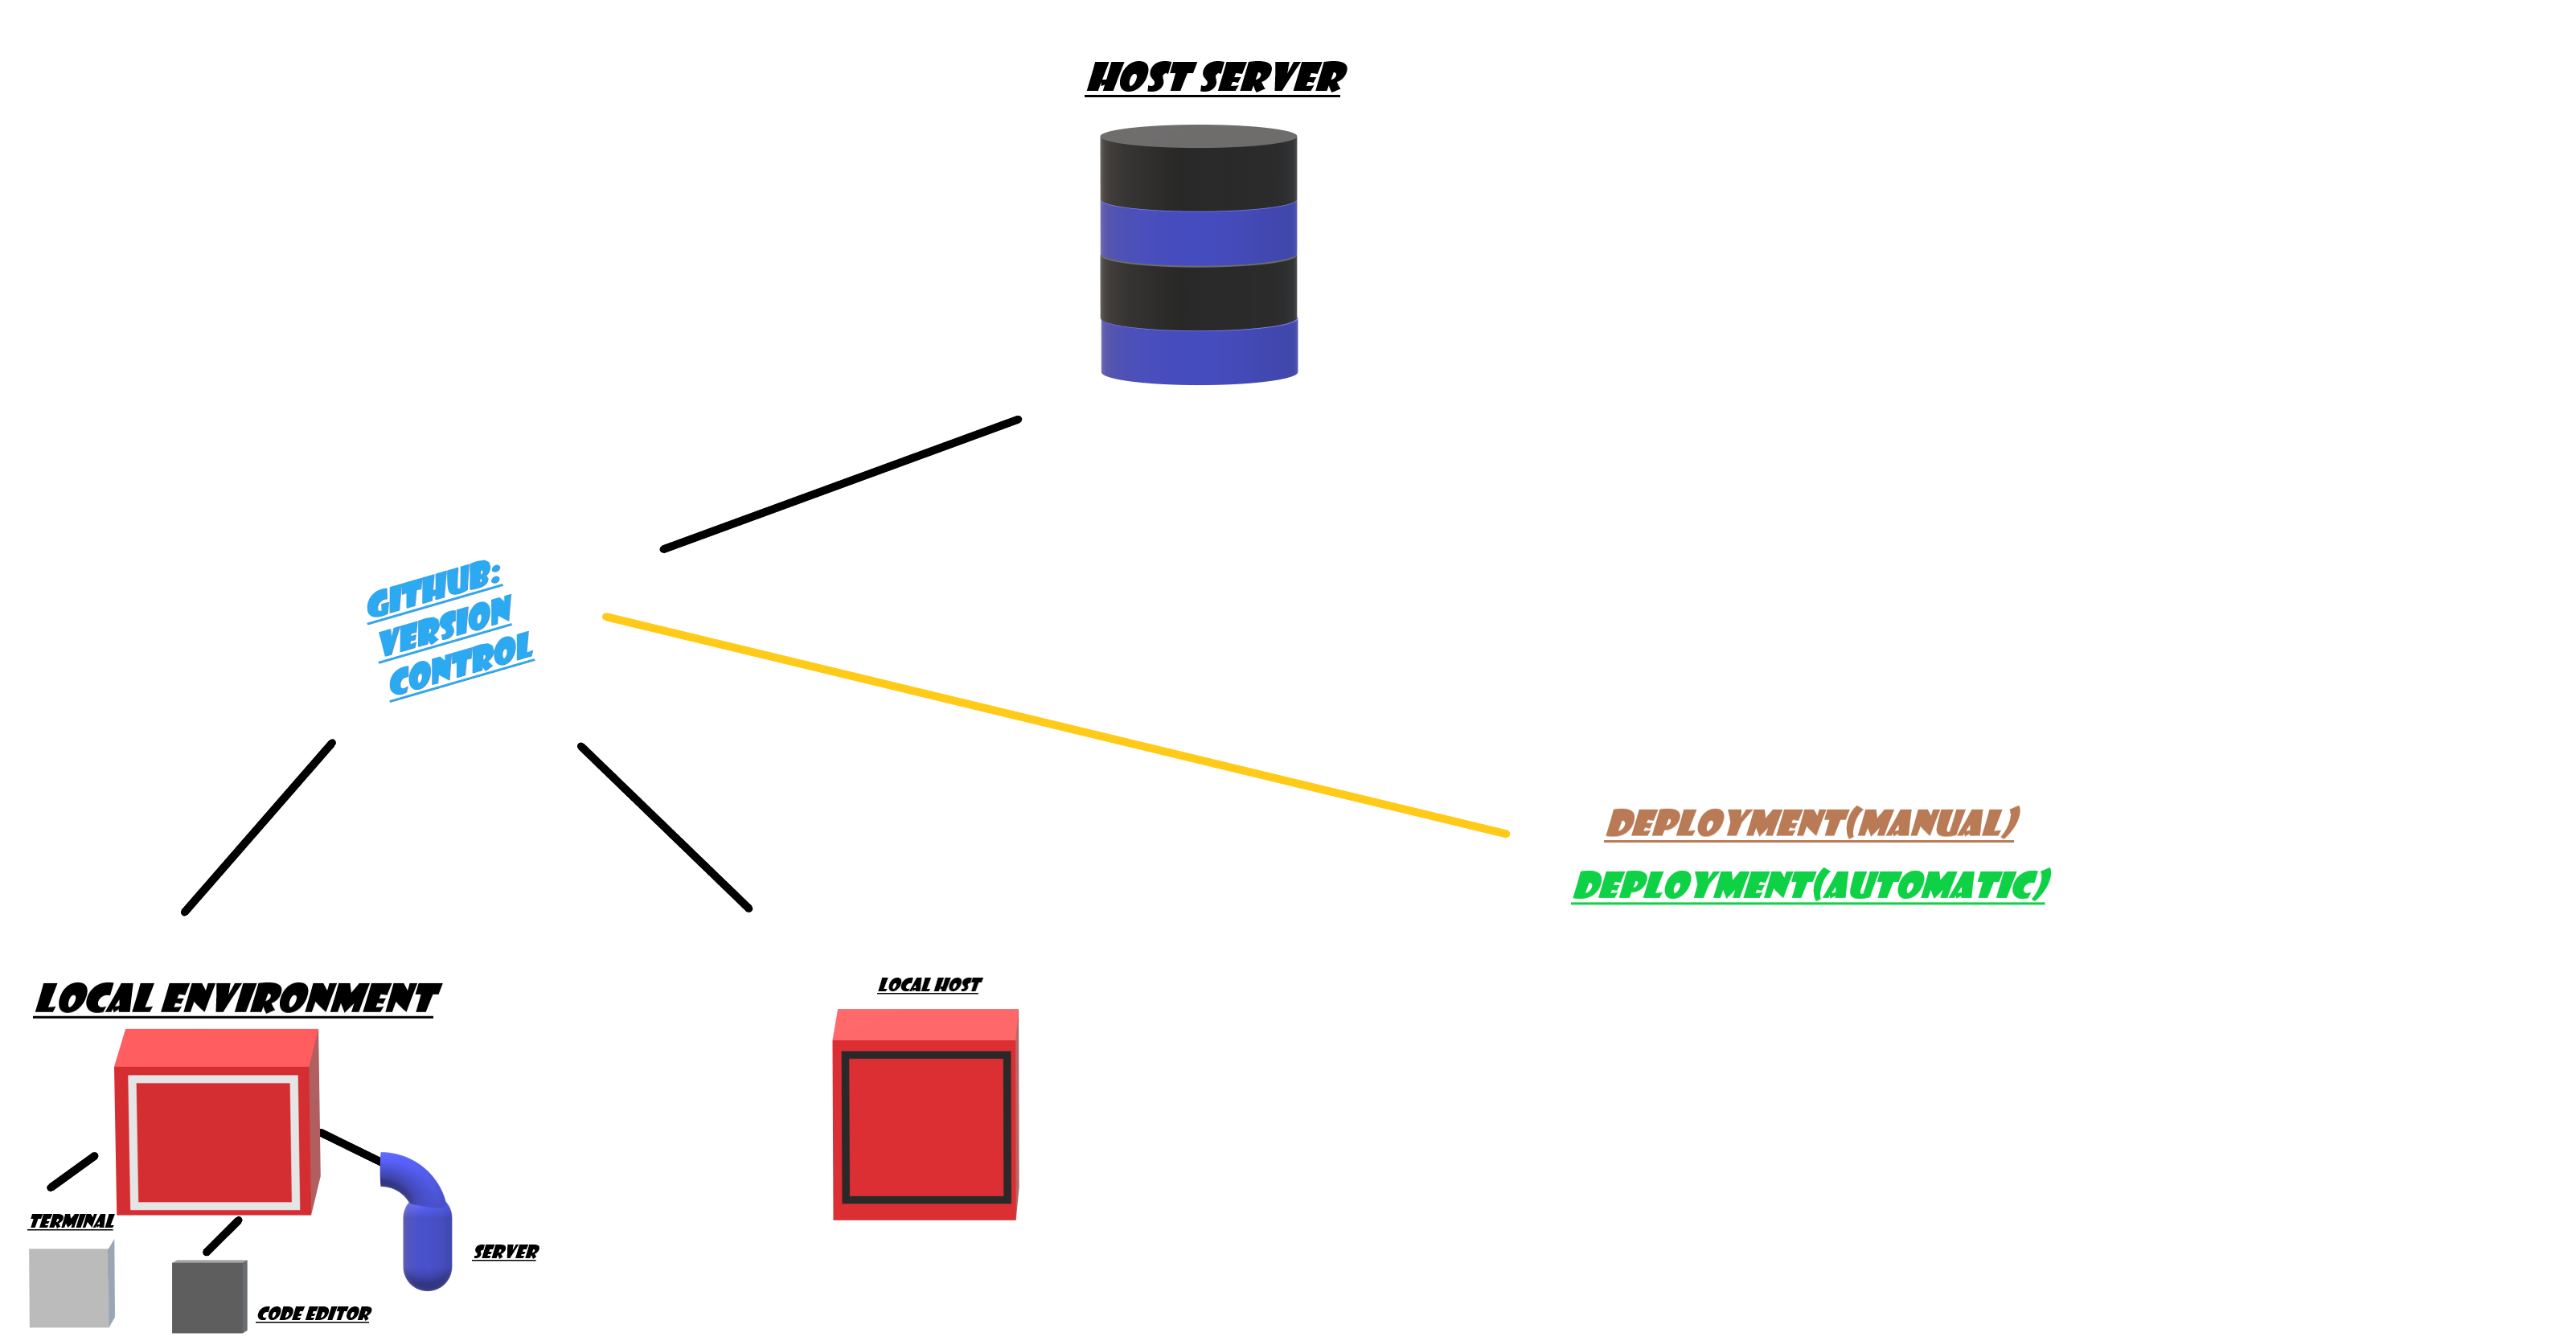 HOST SERVER
GITHUB:
VERSION
CONTROL
DEPLOYMENT(MANUAL)
DEPLOYMENT(AUTOMATIC)
LOCAL ENVIRONMENT
LOCAL HOST
TERMINAL
SERVER
CODE EDITOR